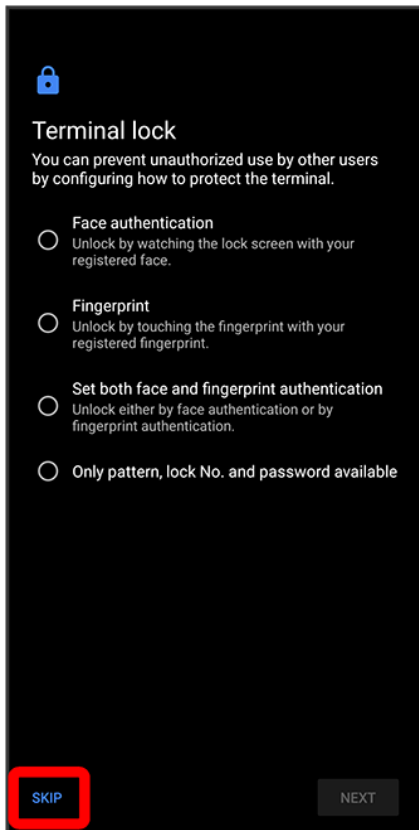 Terminal lock
You can prevent unauthorized use by other users
by configuring how to protect the terminal.
Face authentication
Unlock by watching the lock screen with your
registered face.
Fingerprint
Unlock by touching the fingerprint with your
registered fingerprint.
Set both face and fingerprint authentication
Unlock either by face authentication or by
fingerprint authentication.
Only pattern, lock No. and password available
SKIP
NEXT